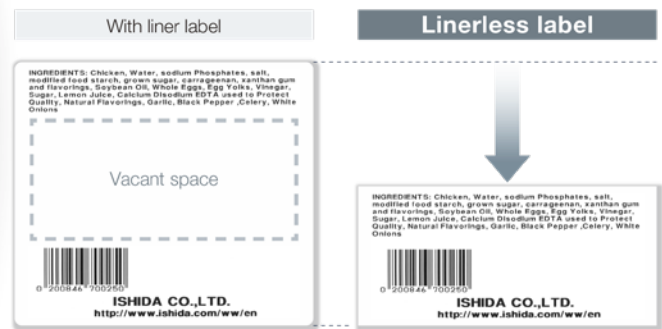 With liner label
Linerless label
INGREDIENTS: Chicken, Water, sodium Phosphates, salt,
modified food starch, grown sugar, carrageenan, xanthan gum
and flavorings, Soybean Oil, Whole Eggs, Egg Yolks, Vinegar,
Sugar, Lemon Juice, Calcium Disodium EDTA used to Protect
Quality, Natural Flavorings, Garlic, Black Pepper ,Celery, White
Onions
Vacant space
0 200846 700250
ISHIDA CO.,LTD.
http://www.ishida.com/ww/en
INGREDIENTS: Chicken, Water, sodium Phosphates, salt,
modified food starch, grown sugar, carrageenan, xanthan gum
and flavorings, Soybean Oil, Whole Eggs, Egg Yolks, Vinegar,
Sugar, Lemon Juice, Calcium Disodium EDTA used to Protect
Quality, Natural Flavorings, Garlic, Black Pepper ,Celery, White
Onions
0 200846 700250
ISHIDA CO.,LTD.
http://www.ishida.com/ww/en